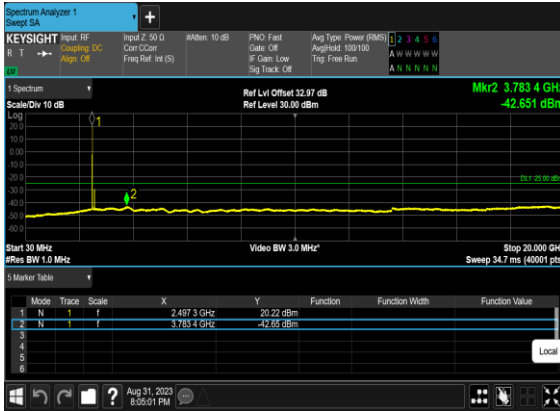 Spectrum Analyzer 1
Swept SA
+
KEYSIGHT Input: RF Input Z: 50 Ω #Atten: 10 dB PNO: Fast Avg Type: Power (RMS) 1 2 3 4 5 6
R T Coupling: DC Corr CCorr Gate: Off Avg|Hold: 100/100 A W W W W W
Align: Off Freq Ref: Int (S) IF Gain: Low Trig: Free Run
LXI Sig Track: Off A N N N N N
1 Spectrum Ref Lvl Offset 32.97 dB Mkr2 3.783 4 GHz
Scale/Div 10 dB Ref Level 30.00 dBm -42.651 dBm
Log
20.0
10.0
0.00
-10.0
-20.0
-30.0
-40.0
-50.0
-60.0
1
2
DL1 -25.00 dBm
Start 30 MHz Video BW 3.0 MHz* Stop 20.000 GH
#Res BW 1.0 MHz Sweep 34.7 ms (40001 pts
5 Marker Table
Mode Trace Scale X Y Function Function Width Function Value
1 N 1 f 2.497 3 GHz 20.22 dBm
2 N 1 f 3.783 4 GHz -42.65 dBm
3
4
5
6
Local
? Aug 31, 2023
8:05:01 PM